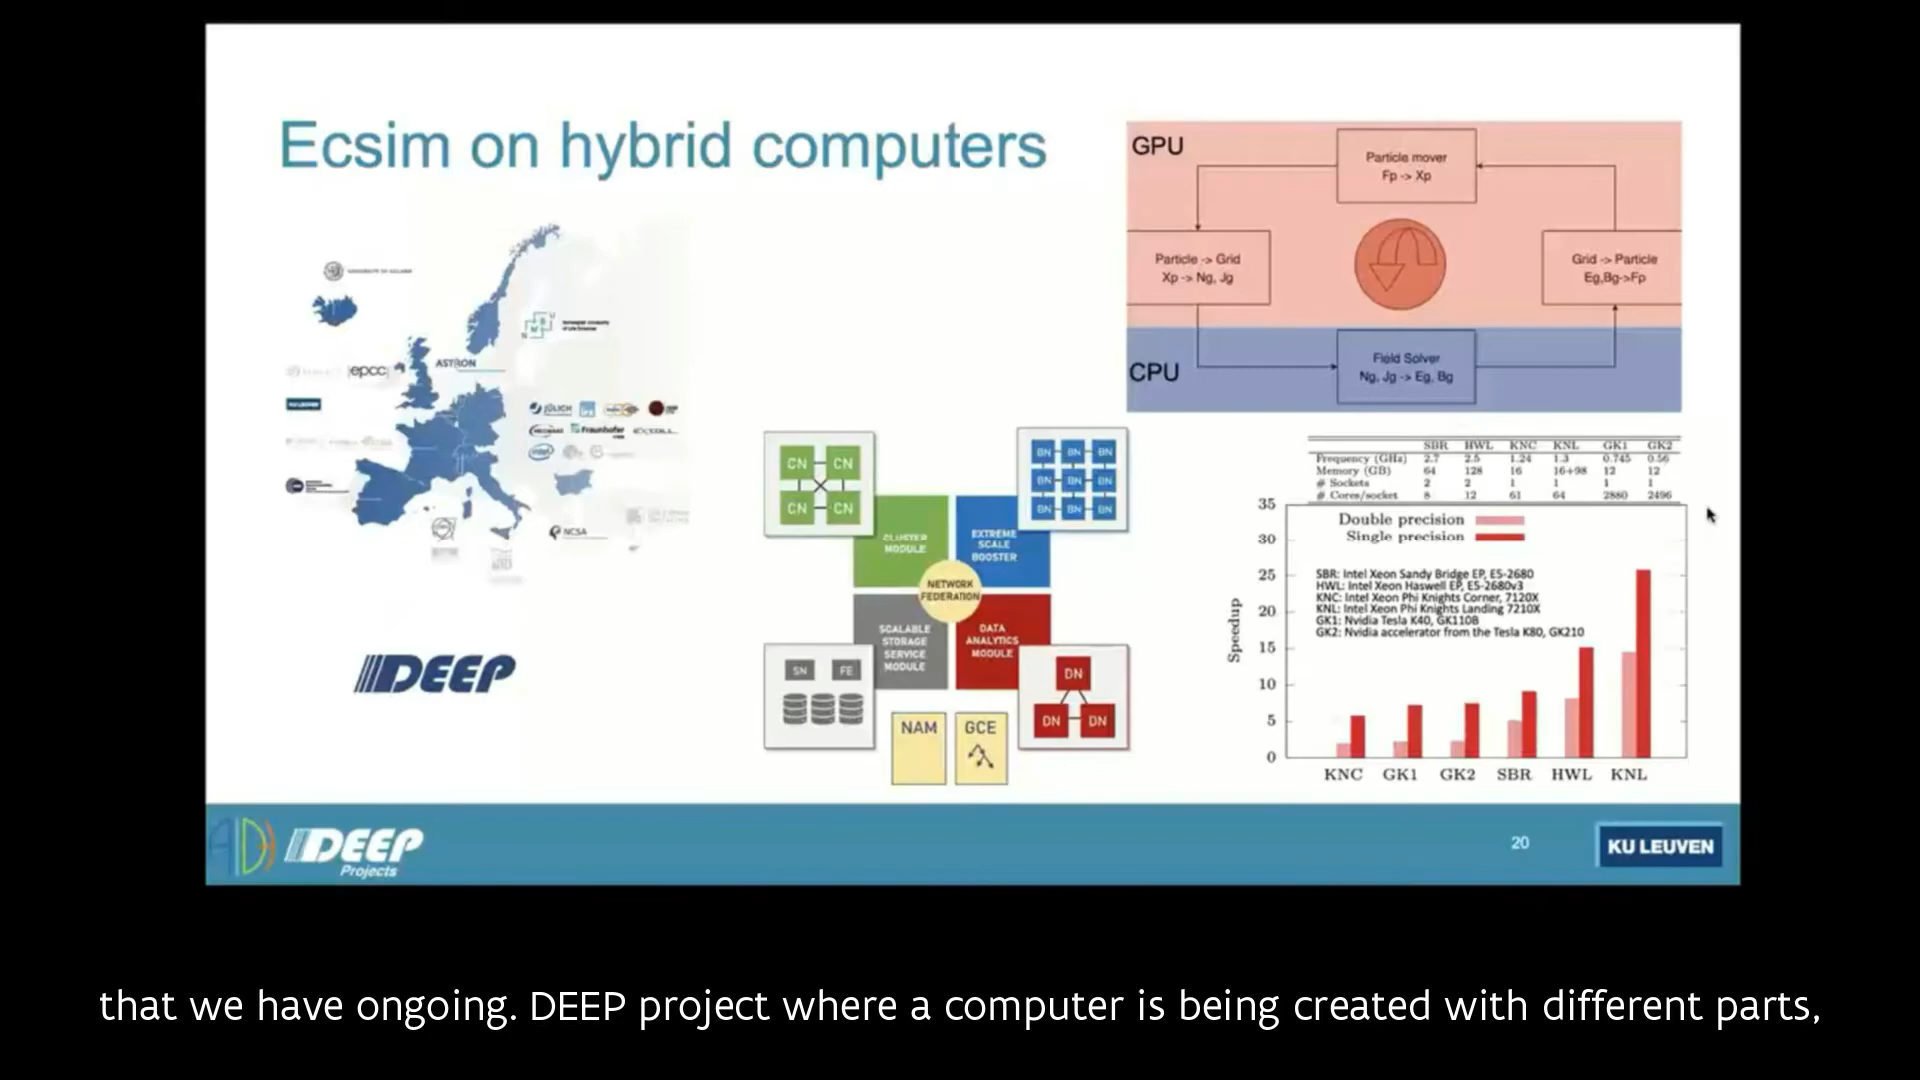 Ecsim on hybrid computers
GPU
Particle mover
Fp -> Xp
Particle -> Grid
Xp -> Ng, Jg
Grid -> Particle
Eg,Bg->Fp
CPU
Field Solver
Ng, Jg -> Eg, Bg
ASTRON
epcc
KU LEUVEN
JÜLICH
Fraunhofer
intel
NCSA
DEEP
CN CN
CN CN
BN BN BN
BN BN BN
BN BN BN
CLUSTER
MODULE
EXTREME
SCALE
BOOSTER
NETWORK
FEDERATION
SCALABLE
STORAGE
SERVICE
MODULE
DATA
ANALYTICS
MODULE
SN FE
DN
DN DN
NAM
GCE
SBR HWL KNC KNL GK1 GK2
Frequency (GHz) 2.7 2.5 1.24 1.3 0.745 0.56
Memory (GB) 64 128 16 16+98 12 12
# Sockets 2 2 1 1 1 1
# Cores/socket 8 12 61 64 2880 2496
35
30
25
20
15
10
5
0
Speedup
Double precision
Single precision
SBR: Intel Xeon Sandy Bridge EP, E5-2680
HWL: Intel Xeon Haswell EP, E5-2680v3
KNC: Intel Xeon Phi Knights Corner, 7120X
KNL: Intel Xeon Phi Knights Landing 7210X
GK1: Nvidia Tesla K40, GK110B
GK2: Nvidia accelerator from the Tesla K80, GK210
KNC GK1 GK2 SBR HWL KNL
DEEP
Projects
20
KU LEUVEN
that we have ongoing. DEEP project where a computer is being created with different parts,